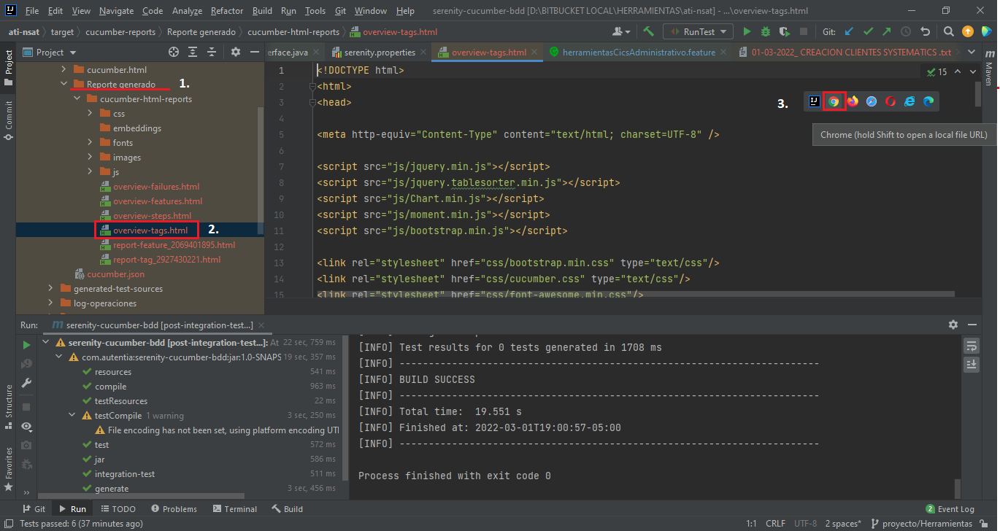 File Edit View Navigate Code Analyze Refactor Build Run Tools Git Window Help serenity-cucumber-bdd [D:\BITBUCKET LOCAL\HERRAMIENTAS\ati-nsat] - ...\overview-tags.html
ati-nsat target cucumber-reports Reporte generado cucumber-html-reports overview-tags.html RunTest Git:
Project erface.java serenity.properties overview-tags.html herramientasCicsAdministrativo.feature 01-03-2022_ CREACION CLIENTES SYSTEMATICS .txt
Project
Commit
Structure
Favorites
Maven
cucumber.html
Reporte generado 1.
cucumber-html-reports
css
embeddings
fonts
images
js
overview-failures.html
overview-features.html
overview-steps.html
overview-tags.html 2.
report-feature_2069401895.html
report-tag_2927430221.html
cucumber.json
generated-test-sources
log-operaciones
1 <!DOCTYPE html>
2 <html>
3 <head>
4
5 <meta http-equiv="Content-Type" content="text/html; charset=UTF-8" />
6
7 <script src="js/jquery.min.js"></script>
8 <script src="js/jquery.tablesorter.min.js"></script>
9 <script src="js/Chart.min.js"></script>
10 <script src="js/moment.min.js"></script>
11 <script src="js/bootstrap.min.js"></script>
12
13 <link rel="stylesheet" href="css/bootstrap.min.css" type="text/css"/>
14 <link rel="stylesheet" href="css/cucumber.css" type="text/css"/>
15 <link rel="stylesheet" href="css/font-awesome.min.css"/>
15
3.
Chrome (hold Shift to open a local file URL)
Run: serenity-cucumber-bdd [post-integration-test...]
serenity-cucumber-bdd [post-integration-test...]: At 22 sec, 759 ms
com.autentia:serenity-cucumber-bdd:jar:1.0-SNAPS 19 sec, 357 ms
resources 541 ms
compile 963 ms
testResources 22 ms
testCompile 1 warning 3 sec, 250 ms
File encoding has not been set, using platform encoding UTI
test 572 ms
jar 586 ms
integration-test 511 ms
generate 3 sec, 456 ms
[INFO] Test results for 0 tests generated in 1708 ms
[INFO] ------------------------------------------------------------------------
[INFO] BUILD SUCCESS
[INFO] ------------------------------------------------------------------------
[INFO] Total time:  19.551 s
[INFO] Finished at: 2022-03-01T19:00:57-05:00
[INFO] ------------------------------------------------------------------------
Process finished with exit code 0
Git Run TODO Problems Terminal Build 2 Event Log
Tests passed: 6 (37 minutes ago) 1:1 CRLF UTF-8 2 spaces* proyecto/Herramientas